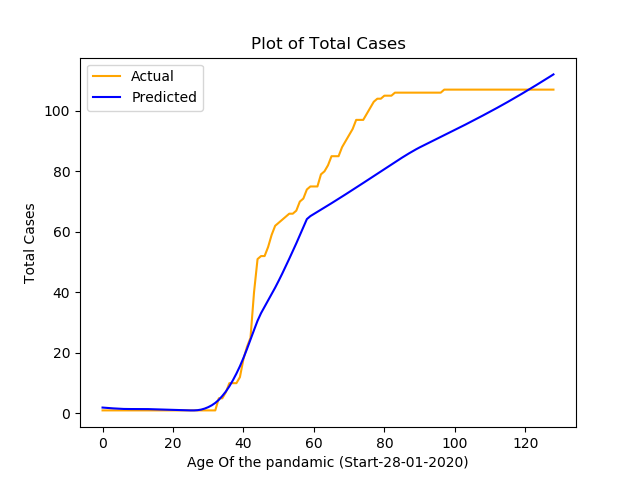 Plot of Total Cases
Actual
Predicted
Total Cases
100
80
60
40
20
0
0 20 40 60 80 100 120
Age Of the pandamic (Start-28-01-2020)